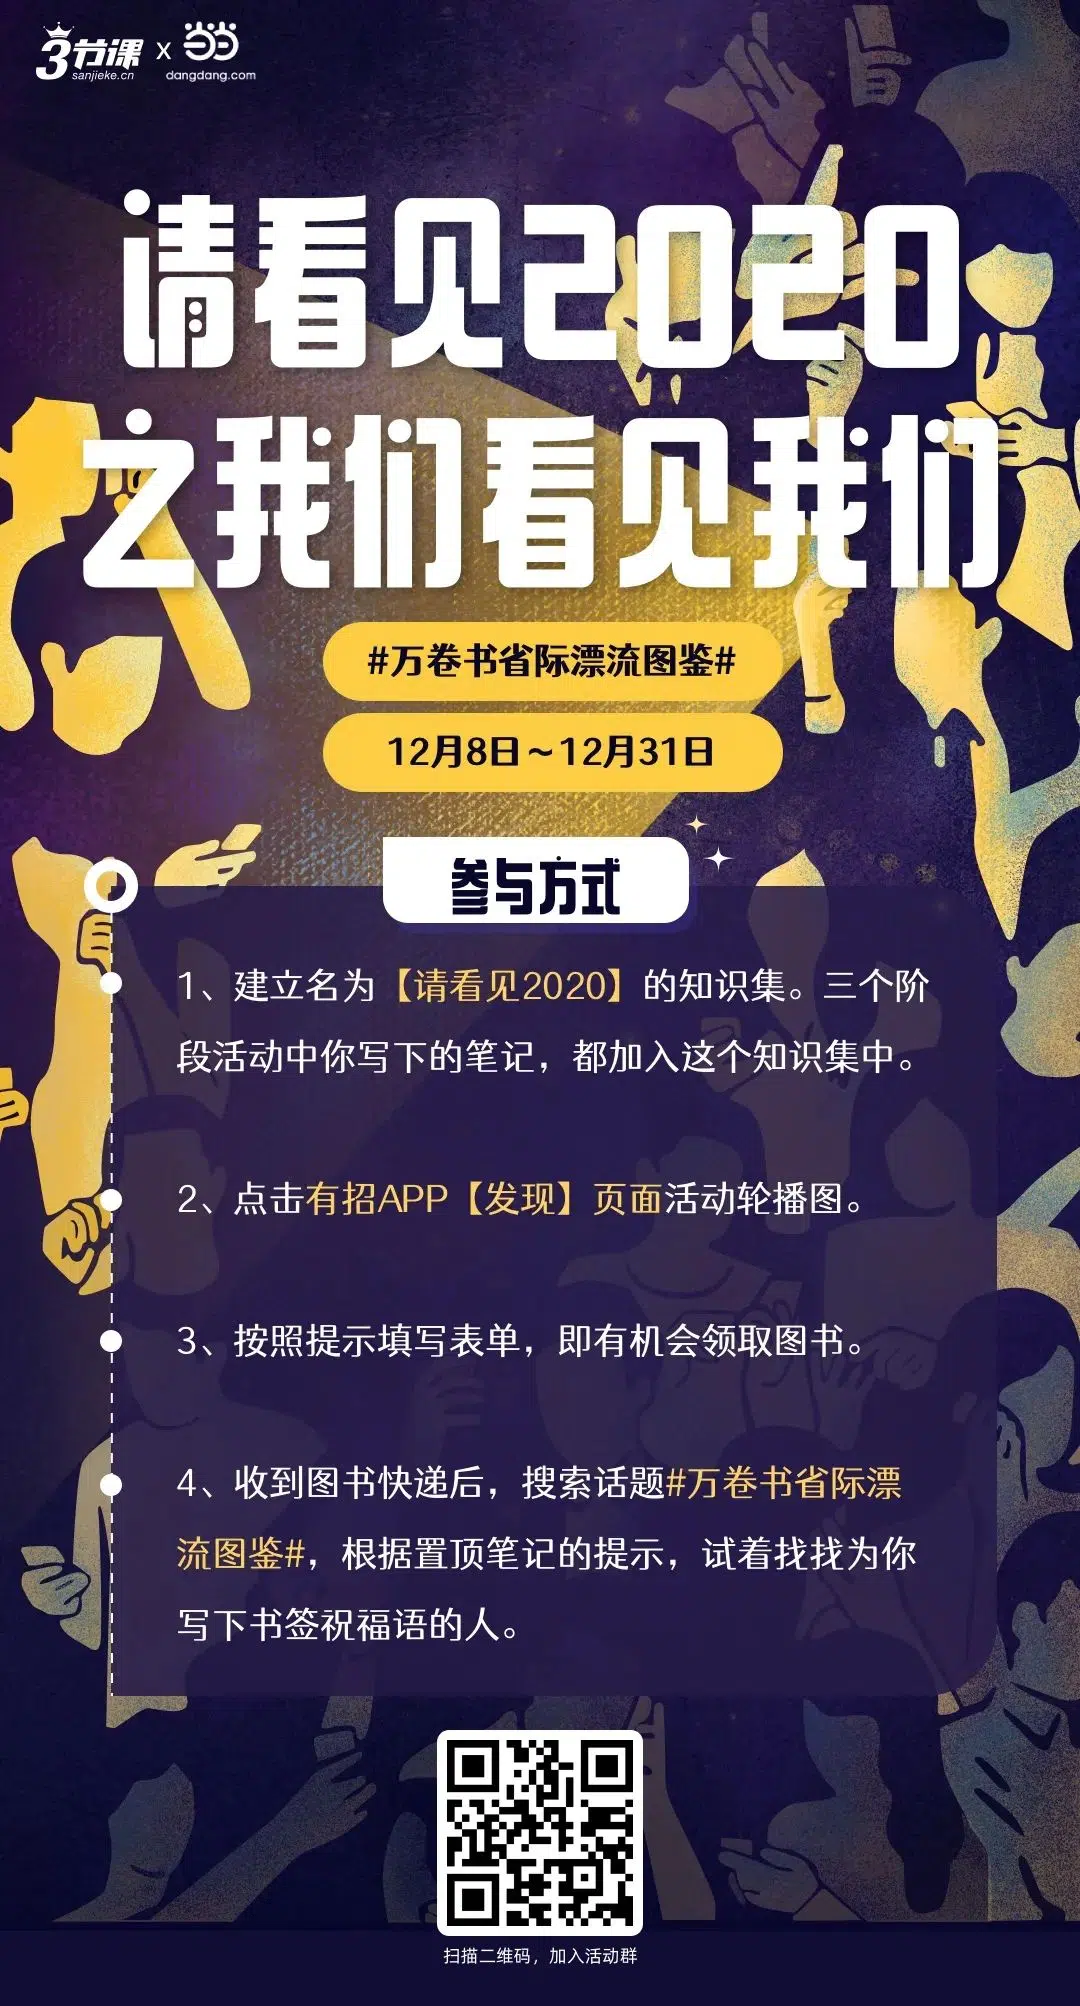 3节课
sanjieke.cn
x
当当
dangdang.com
请看见2020
之我们看见我们
#万卷书省际漂流图鉴#
12月8日~12月31日
参与方式
1、建立名为【请看见2020】的知识集。三个阶
段活动中你写下的笔记，都加入这个知识集中。
2、点击有招APP【发现】页面活动轮播图。
3、按照提示填写表单，即有机会领取图书。
4、收到图书快递后，搜索话题#万卷书省际漂
流图鉴#，根据置顶笔记的提示，试着找找为你
写下书签祝福语的人。
扫描二维码，加入活动群